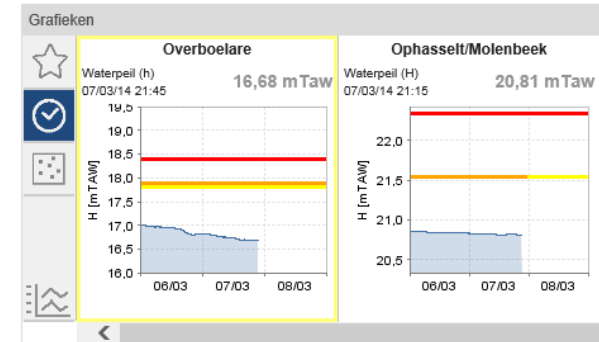 Grafieken
Overboelare
Waterpeil (h)
07/03/14 21:45
16,68 mTaw
19,5
19,0
18,5
18,0
17,5
17,0
16,5
16,0
H [mTAW]
06/03 07/03 08/03
Ophasselt/Molenbeek
Waterpeil (H)
07/03/14 21:15
20,81 mTaw
22,0
21,5
21,0
20,5
H [mTAW]
06/03 07/03 08/03